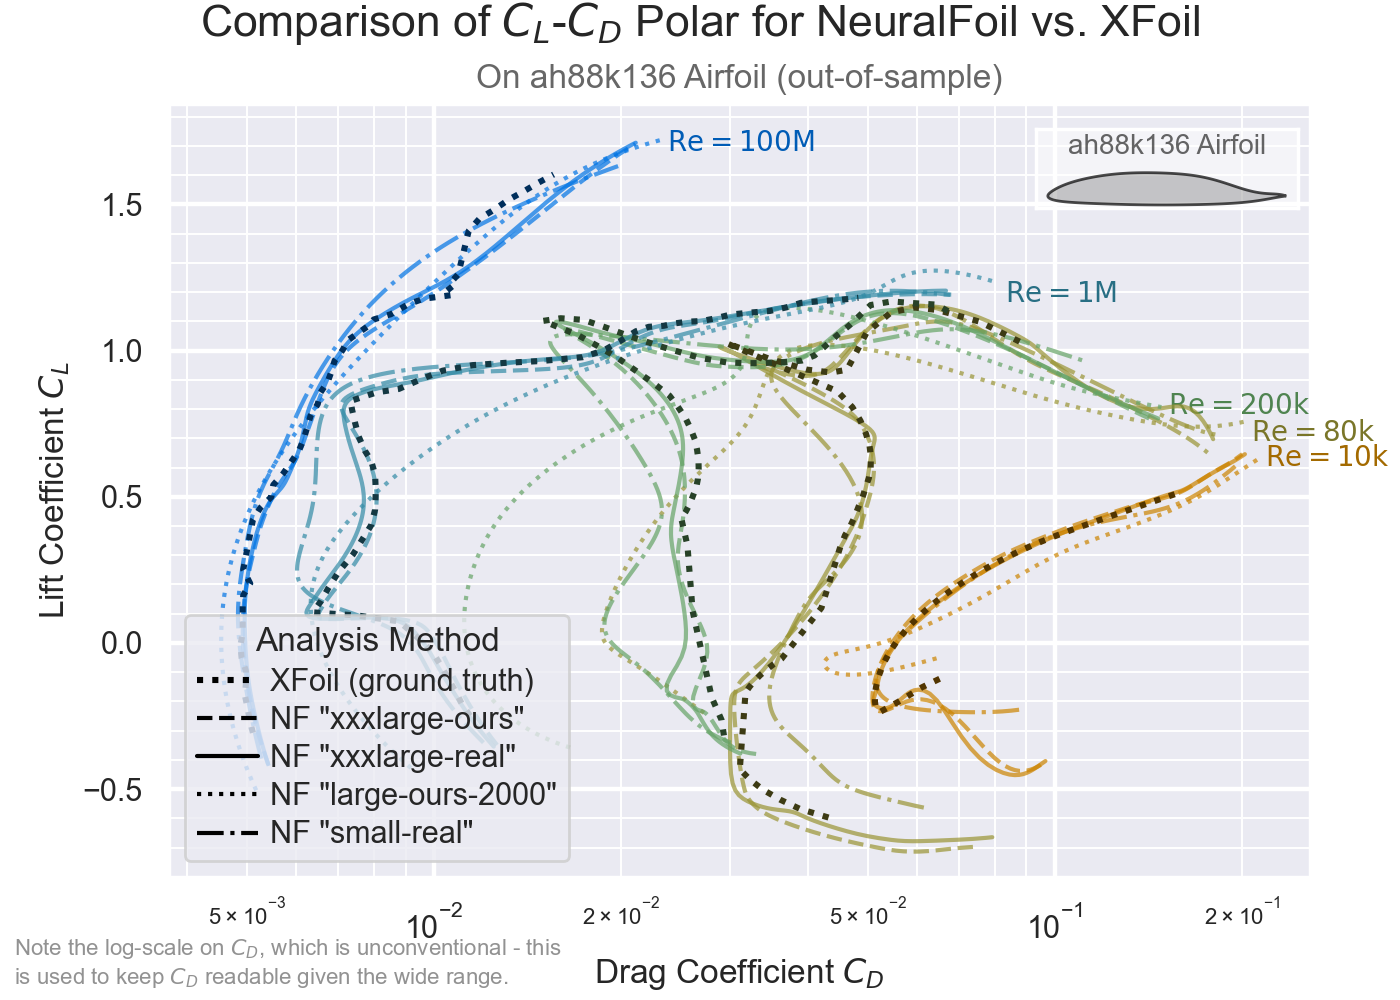 Comparison of C_L-C_D Polar for NeuralFoil vs. XFoil
On ah88k136 Airfoil (out-of-sample)
Re = 100M
ah88k136 Airfoil
Re = 1M
Re = 200k
Re = 80k
Re = 10k
Lift Coefficient C_L
1.5
1.0
0.5
0.0
−0.5
Analysis Method
XFoil (ground truth)
NF "xxxlarge-ours"
NF "xxxlarge-real"
NF "large-ours-2000"
NF "small-real"
5 × 10⁻³
10⁻²
2 × 10⁻²
5 × 10⁻²
10⁻¹
2 × 10⁻¹
Drag Coefficient C_D
Note the log-scale on C_D, which is unconventional - this
is used to keep C_D readable given the wide range.